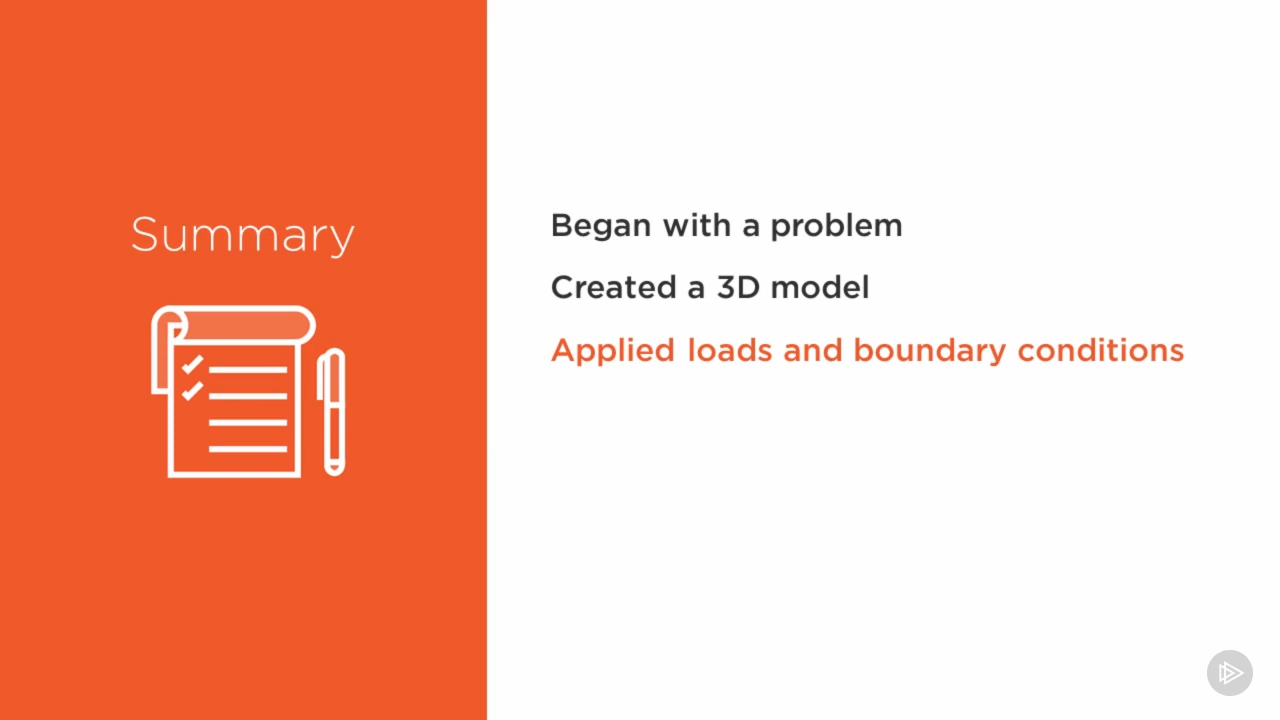 Summary
Began with a problem
Created a 3D model
Applied loads and boundary conditions